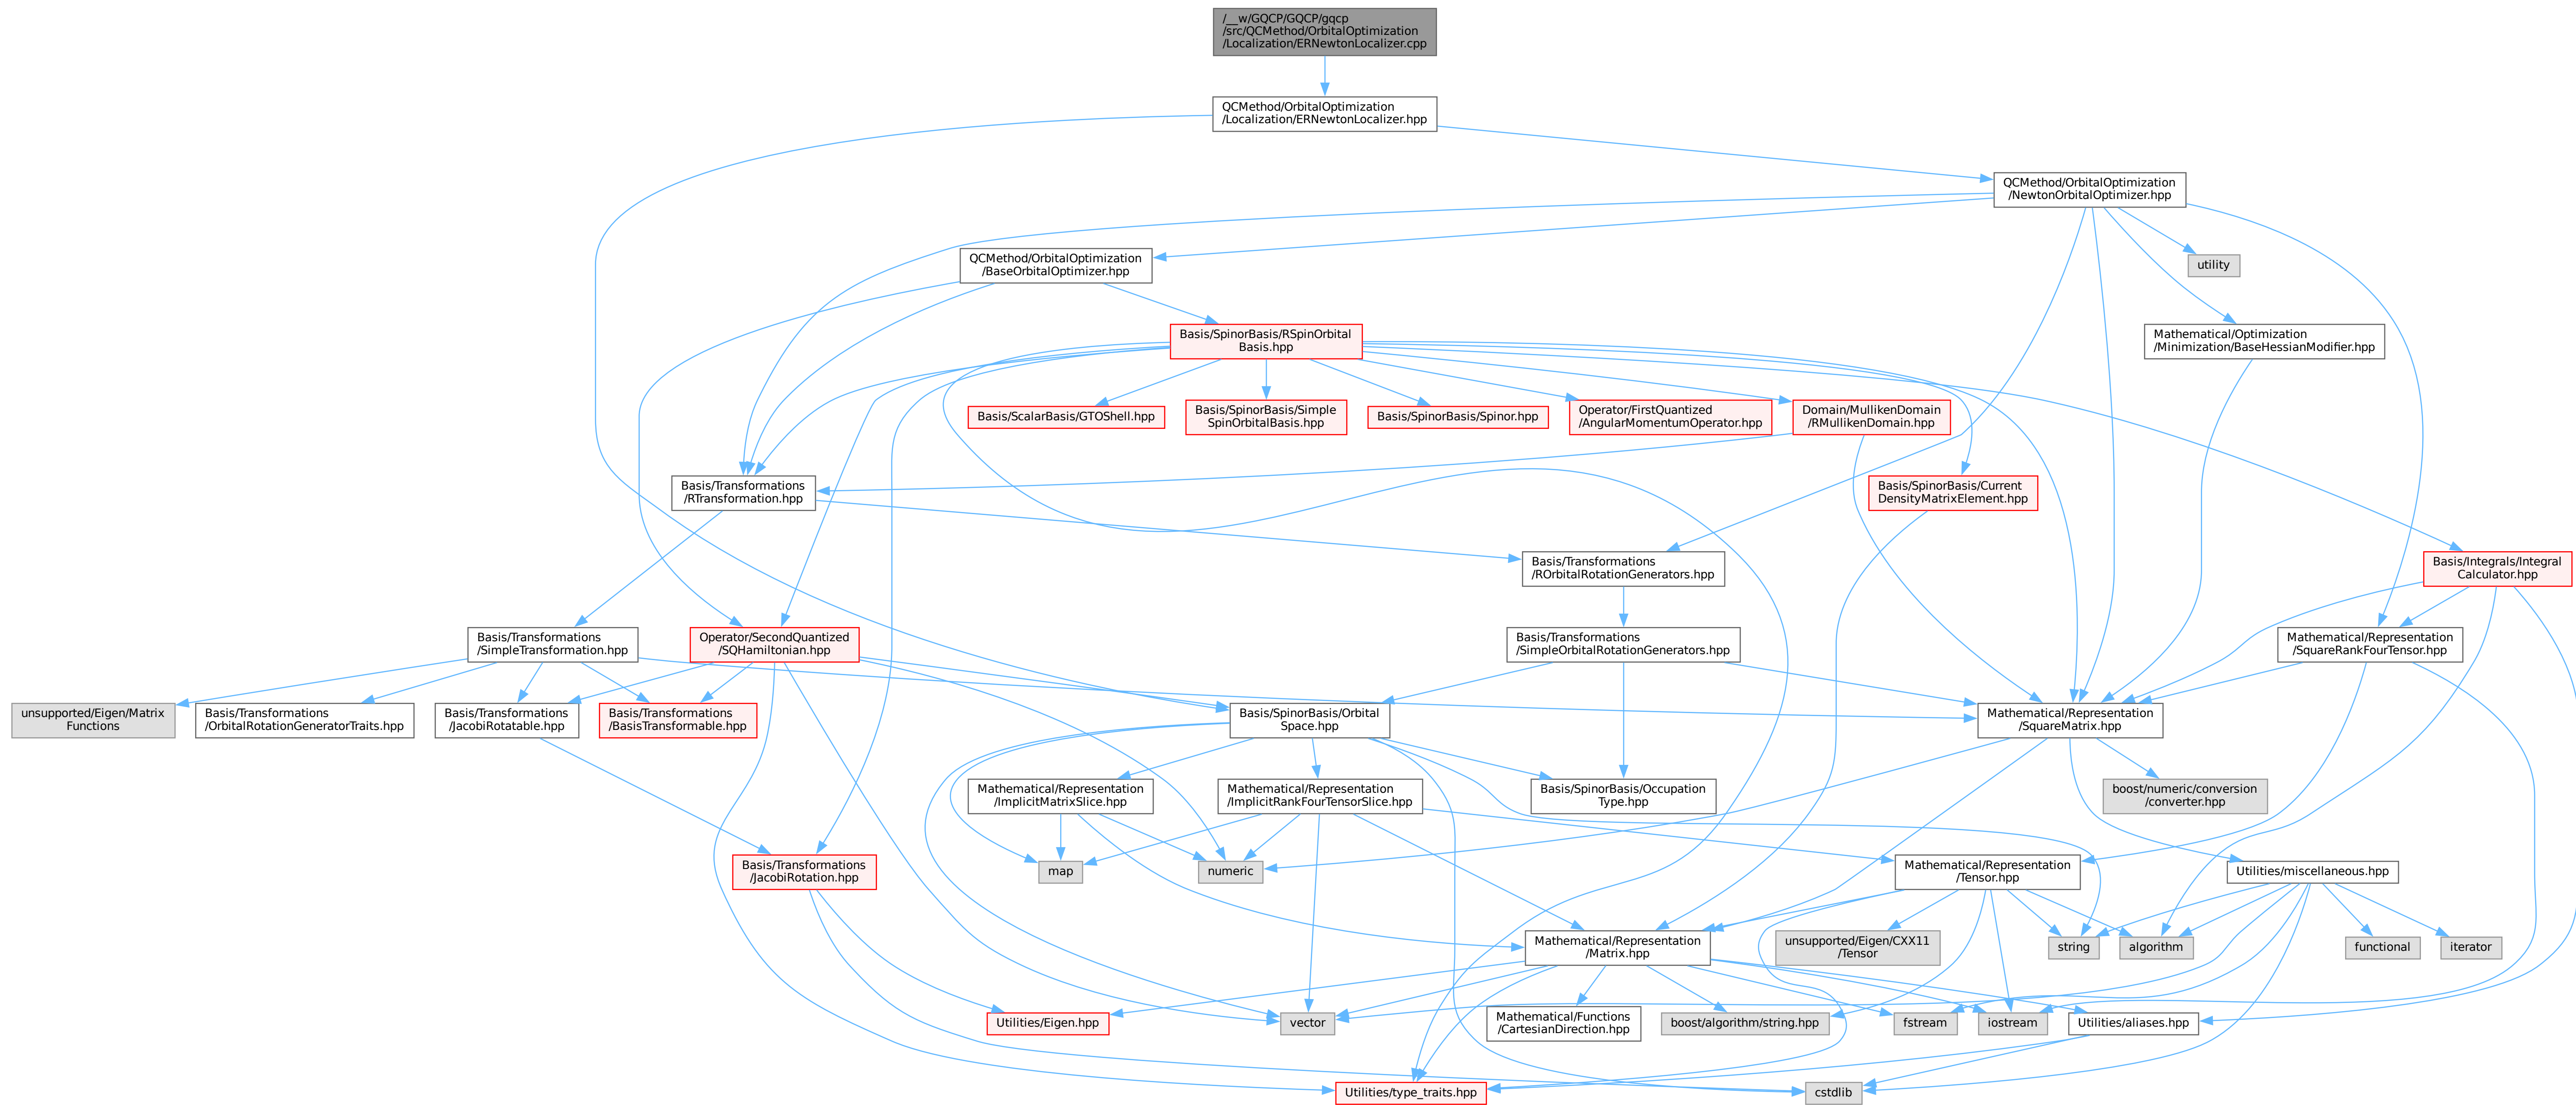 /__w/GQCP/GQCP/gqcp
/src/QCMethod/OrbitalOptimization
/Localization/ERNewtonLocalizer.cpp
QCMethod/OrbitalOptimization
/Localization/ERNewtonLocalizer.hpp
QCMethod/OrbitalOptimization
/NewtonOrbitalOptimizer.hpp
QCMethod/OrbitalOptimization
/BaseOrbitalOptimizer.hpp
utility
Basis/SpinorBasis/RSpinOrbital
Basis.hpp
Mathematical/Optimization
/Minimization/BaseHessianModifier.hpp
Basis/ScalarBasis/GTOShell.hpp
Basis/SpinorBasis/Simple
SpinOrbitalBasis.hpp
Basis/SpinorBasis/Spinor.hpp
Operator/FirstQuantized
/AngularMomentumOperator.hpp
Domain/MullikenDomain
/RMullikenDomain.hpp
Basis/Transformations
/RTransformation.hpp
Basis/SpinorBasis/Current
DensityMatrixElement.hpp
Basis/Transformations
/ROrbitalRotationGenerators.hpp
Basis/Integrals/Integral
Calculator.hpp
Basis/Transformations
/SimpleTransformation.hpp
Operator/SecondQuantized
/SQHamiltonian.hpp
Basis/Transformations
/SimpleOrbitalRotationGenerators.hpp
Mathematical/Representation
/SquareRankFourTensor.hpp
unsupported/Eigen/Matrix
Functions
Basis/Transformations
/OrbitalRotationGeneratorTraits.hpp
Basis/Transformations
/JacobiRotatable.hpp
Basis/Transformations
/BasisTransformable.hpp
Basis/SpinorBasis/Orbital
Space.hpp
Mathematical/Representation
/SquareMatrix.hpp
Mathematical/Representation
/ImplicitMatrixSlice.hpp
Mathematical/Representation
/ImplicitRankFourTensorSlice.hpp
Basis/SpinorBasis/Occupation
Type.hpp
boost/numeric/conversion
/converter.hpp
Basis/Transformations
/JacobiRotation.hpp
map
numeric
Mathematical/Representation
/Tensor.hpp
Utilities/miscellaneous.hpp
Mathematical/Representation
/Matrix.hpp
unsupported/Eigen/CXX11
/Tensor
string
algorithm
functional
iterator
Utilities/Eigen.hpp
vector
Mathematical/Functions
/CartesianDirection.hpp
boost/algorithm/string.hpp
fstream
iostream
Utilities/aliases.hpp
Utilities/type_traits.hpp
cstdlib